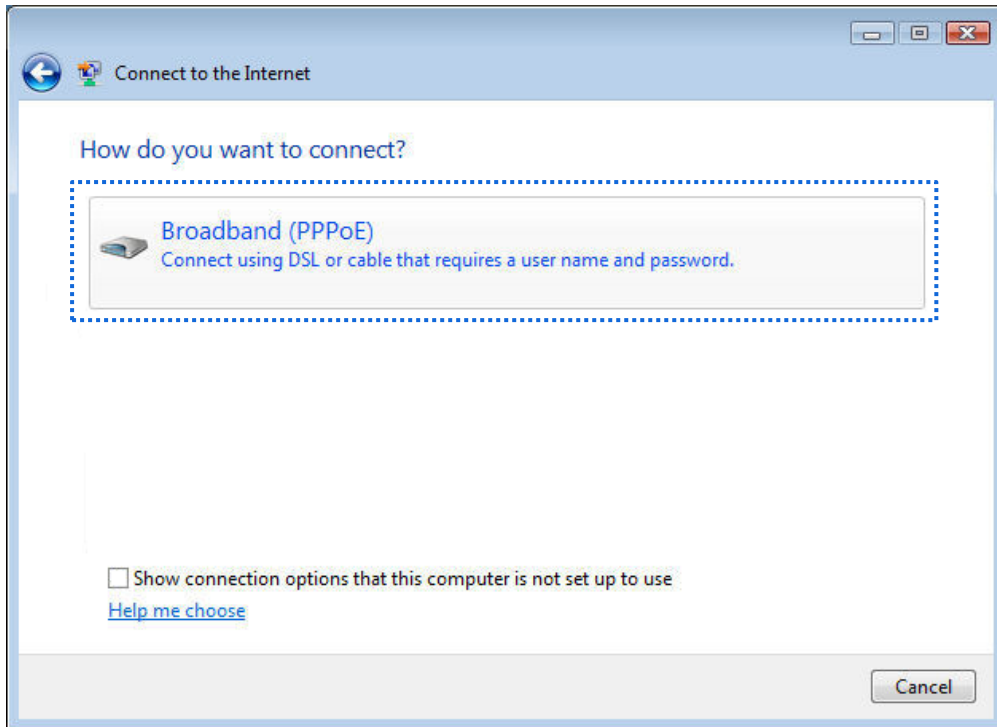 Connect to the Internet
How do you want to connect?
Broadband (PPPoE)
Connect using DSL or cable that requires a user name and password.
Show connection options that this computer is not set up to use
Help me choose
Cancel